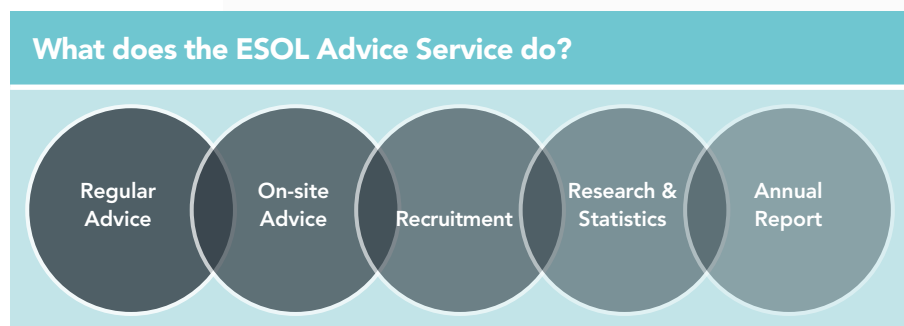 What does the ESOL Advice Service do?
Regular
Advice
On-site
Advice
Recruitment
Research &
Statistics
Annual
Report